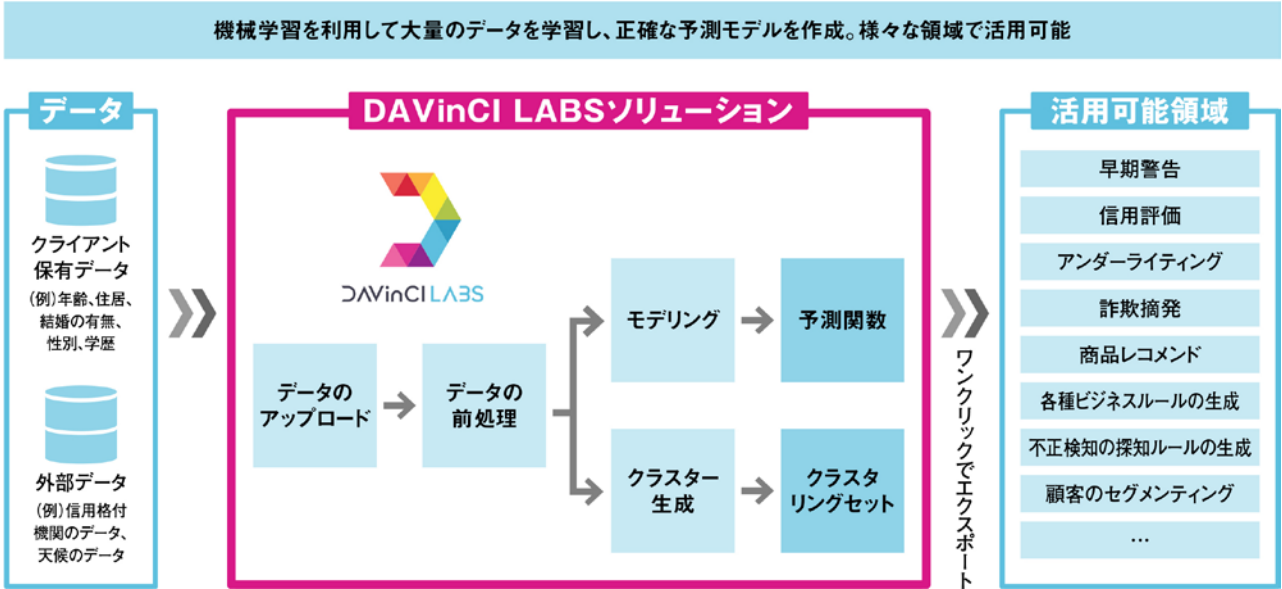 機械学習を利用して大量のデータを学習し、正確な予測モデルを作成。様々な領域で活用可能
データ
クライアント
保有データ
(例)年齢、住居、
結婚の有無、
性別、学歴
外部データ
(例)信用格付
機関のデータ、
天候のデータ
DAVinCI LABSソリューション
DAVinCI LABS
データの
アップロード
データの
前処理
モデリング
予測関数
クラスター
生成
クラスタ
リングセット
ワンクリックでエクスポート
活用可能領域
早期警告
信用評価
アンダーライティング
詐欺摘発
商品レコメンド
各種ビジネスルールの生成
不正検知の探知ルールの生成
顧客のセグメンティング
…